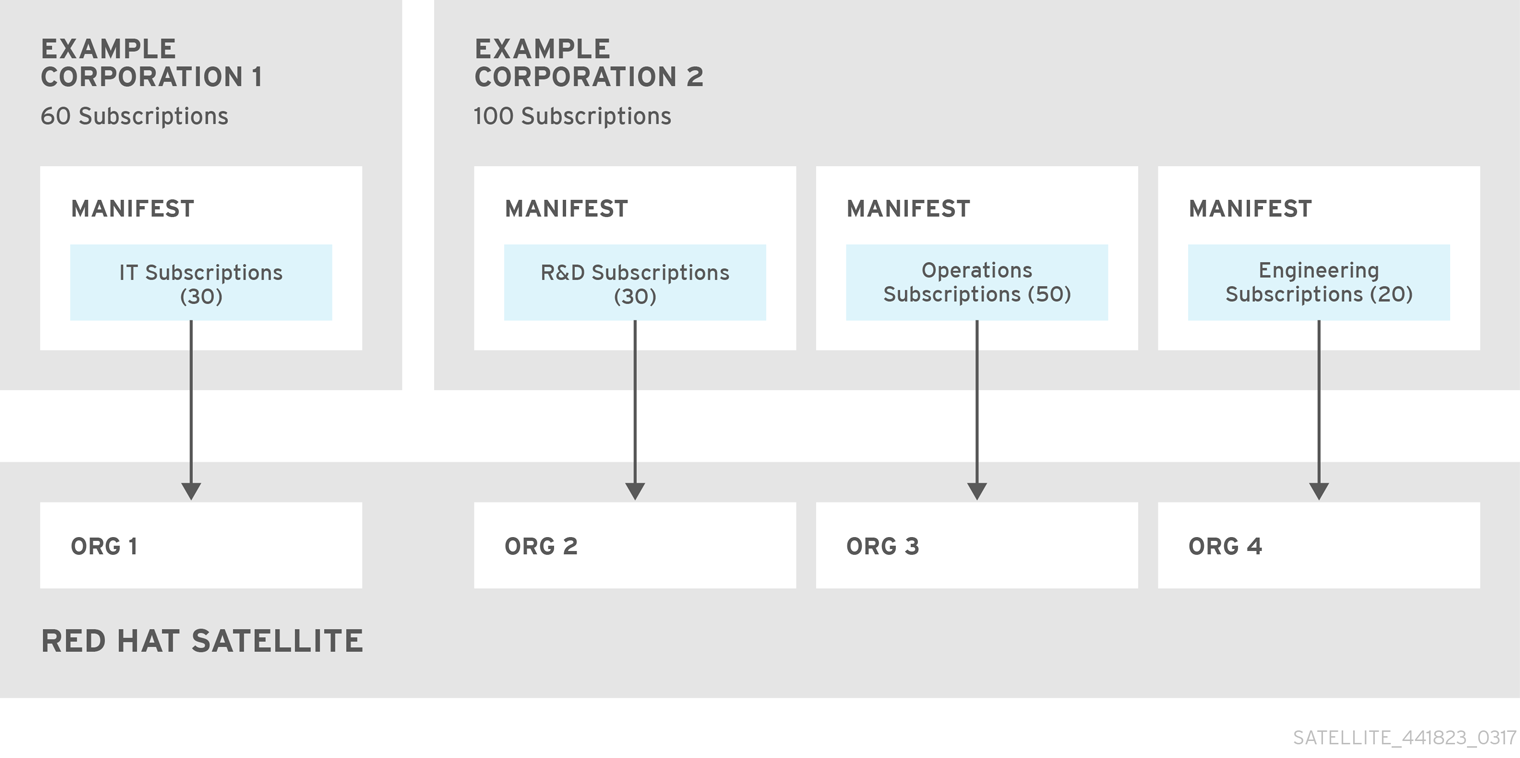 EXAMPLE
CORPORATION 1
60 Subscriptions
EXAMPLE
CORPORATION 2
100 Subscriptions
MANIFEST
IT Subscriptions
(30)
MANIFEST
R&D Subscriptions
(30)
MANIFEST
Operations
Subscriptions (50)
MANIFEST
Engineering
Subscriptions (20)
ORG 1
ORG 2
ORG 3
ORG 4
RED HAT SATELLITE
SATELLITE_441823_0317